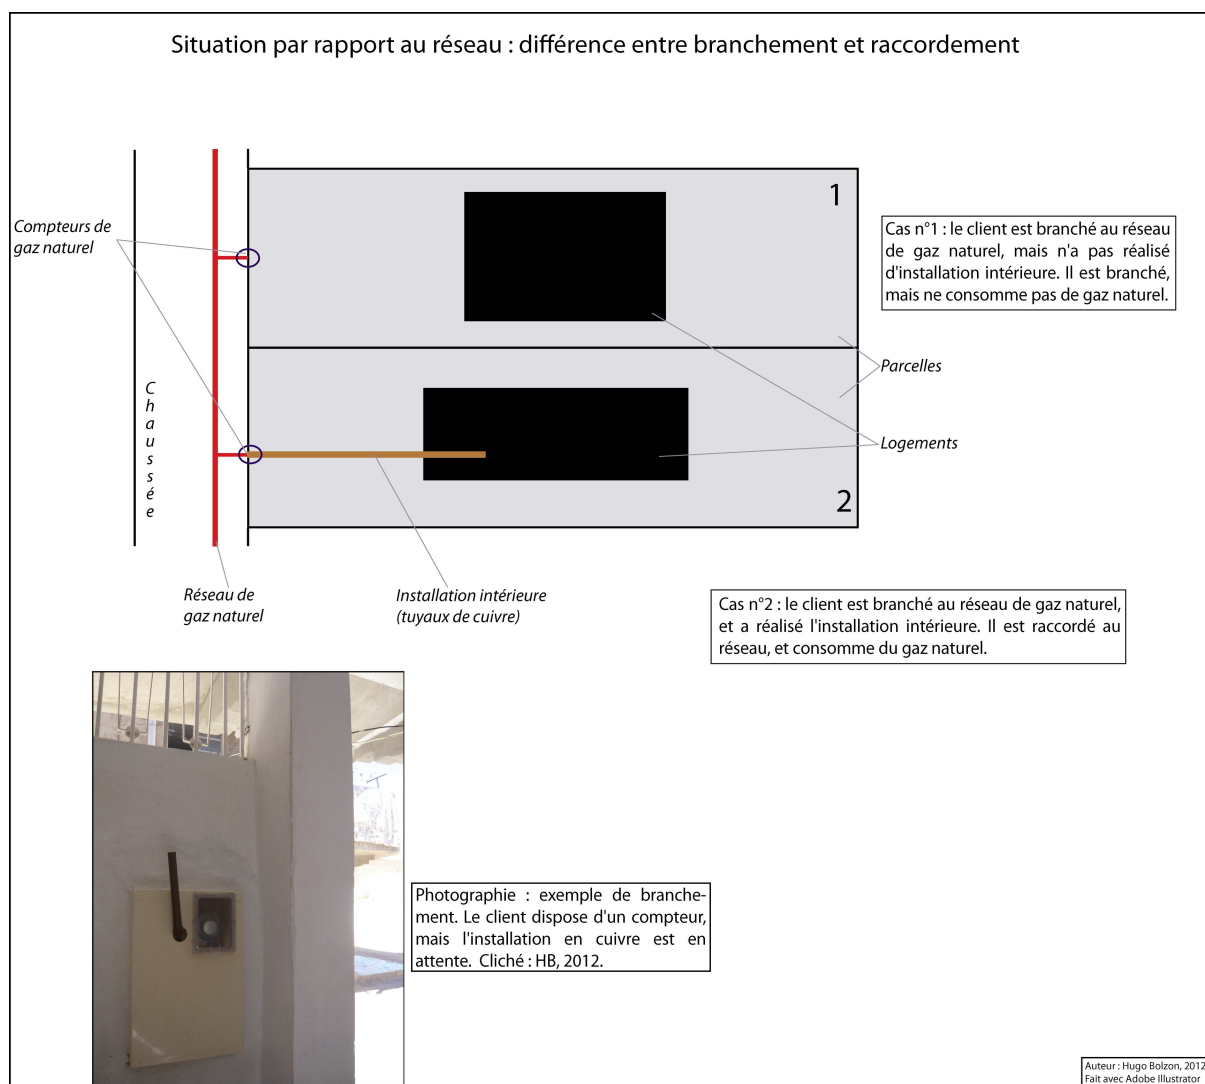 Situation par rapport au réseau : différence entre branchement et raccordement
1
Compteurs de
gaz naturel
Cas n°1 : le client est branché au réseau
de gaz naturel, mais n'a pas réalisé
d'installation intérieure. Il est branché,
mais ne consomme pas de gaz naturel.
Parcelles
Chaussée
Logements
2
Réseau de
gaz naturel
Installation intérieure
(tuyaux de cuivre)
Cas n°2 : le client est branché au réseau de gaz naturel,
et a réalisé l'installation intérieure. Il est raccordé au
réseau, et consomme du gaz naturel.
Photographie : exemple de branche-
ment. Le client dispose d'un compteur,
mais l'installation en cuivre est en
attente. Cliché : HB, 2012.
Auteur : Hugo Bolzon, 2012
Fait avec Adobe Illustrator